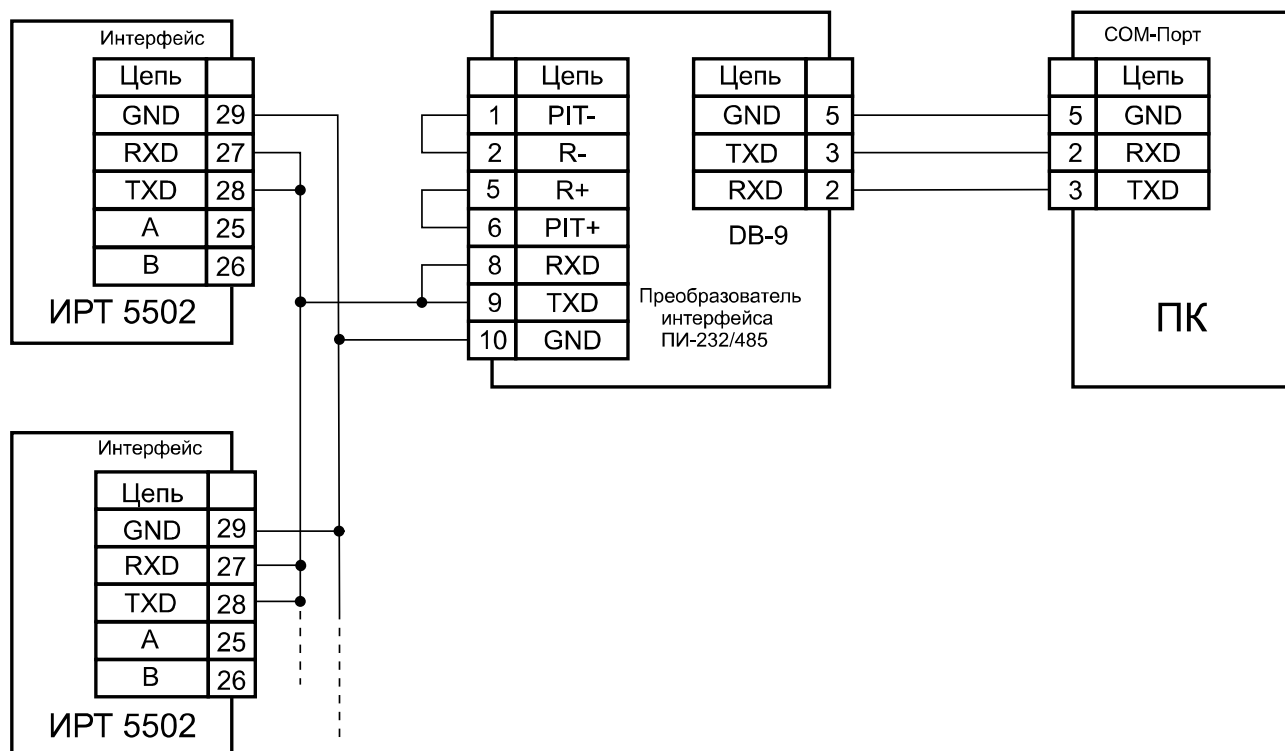 Интерфейс
Цепь
GND 29
RXD 27
TXD 28
A 25
B 26
ИРТ 5502
Цепь
1 PIT-
2 R-
5 R+
6 PIT+
8 RXD
9 TXD
10 GND
Цепь
GND 5
TXD 3
RXD 2
DB-9
Преобразователь
интерфейса
ПИ-232/485
COM-Порт
Цепь
5 GND
2 RXD
3 TXD
ПК
Интерфейс
Цепь
GND 29
RXD 27
TXD 28
A 25
B 26
ИРТ 5502